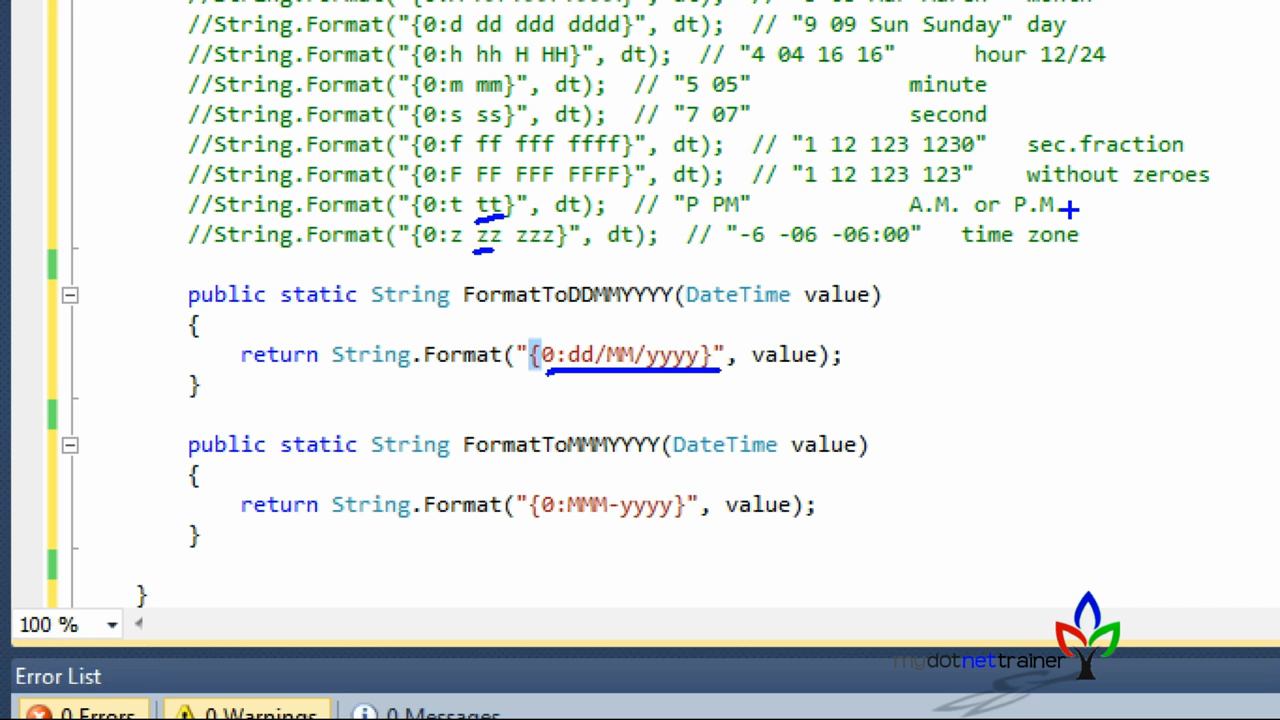 //String.Format("{0:d dd ddd dddd}", dt);  // "9 09 Sun Sunday" day
//String.Format("{0:h hh H HH}", dt);  // "4 04 16 16"      hour 12/24
//String.Format("{0:m mm}", dt);  // "5 05"            minute
//String.Format("{0:s ss}", dt);  // "7 07"            second
//String.Format("{0:f ff fff ffff}", dt);  // "1 12 123 1230"   sec.fraction
//String.Format("{0:F FF FFF FFFF}", dt);  // "1 12 123 123"    without zeroes
//String.Format("{0:t tt}", dt);  // "P PM"            A.M. or P.M.
//String.Format("{0:z zz zzz}", dt);  // "-6 -06 -06:00"   time zone
public static String FormatToDDMMYYYY(DateTime value)
{
return String.Format("{0:dd/MM/yyyy}", value);
}
public static String FormatToMMMYYYY(DateTime value)
{
return String.Format("{0:MMM-yyyy}", value);
}
}
100 %
mydotnettrainer
Error List
0 Errors 0 Warnings 0 Messages